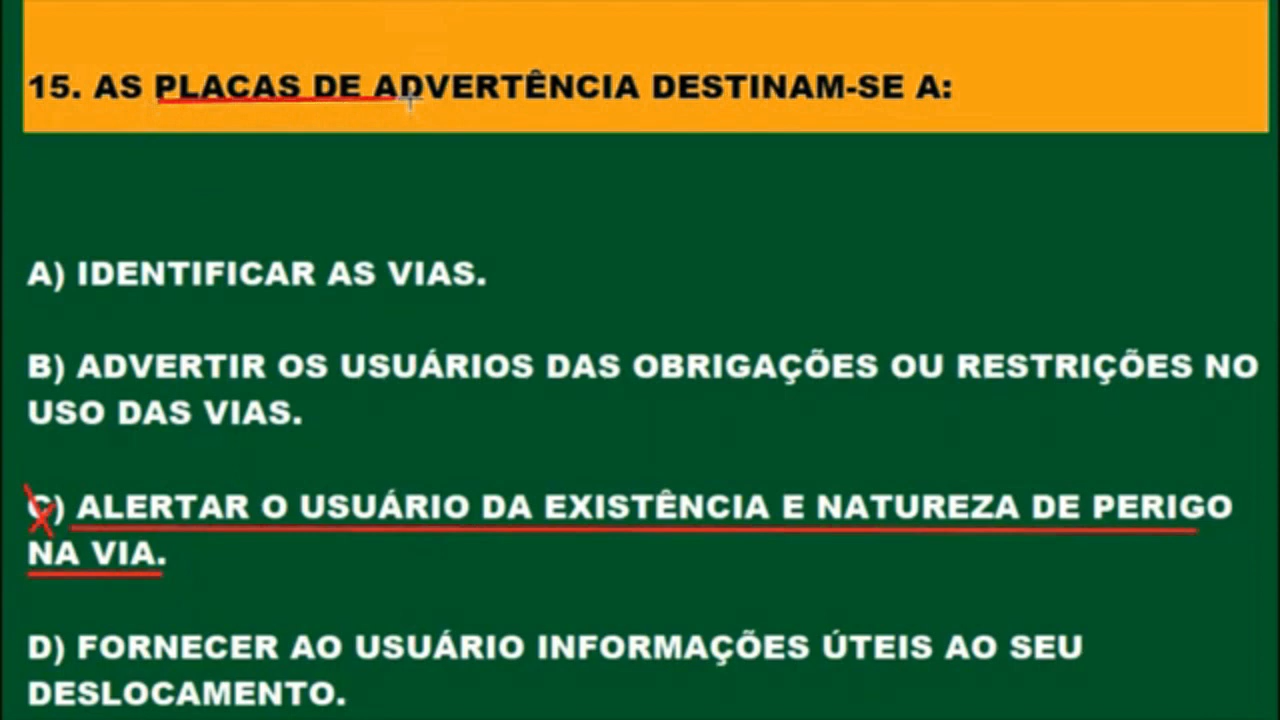 15. AS PLACAS DE ADVERTÊNCIA DESTINAM-SE A:
A) IDENTIFICAR AS VIAS.
B) ADVERTIR OS USUÁRIOS DAS OBRIGAÇÕES OU RESTRIÇÕES NO
USO DAS VIAS.
C) ALERTAR O USUÁRIO DA EXISTÊNCIA E NATUREZA DE PERIGO
NA VIA.
D) FORNECER AO USUÁRIO INFORMAÇÕES ÚTEIS AO SEU
DESLOCAMENTO.